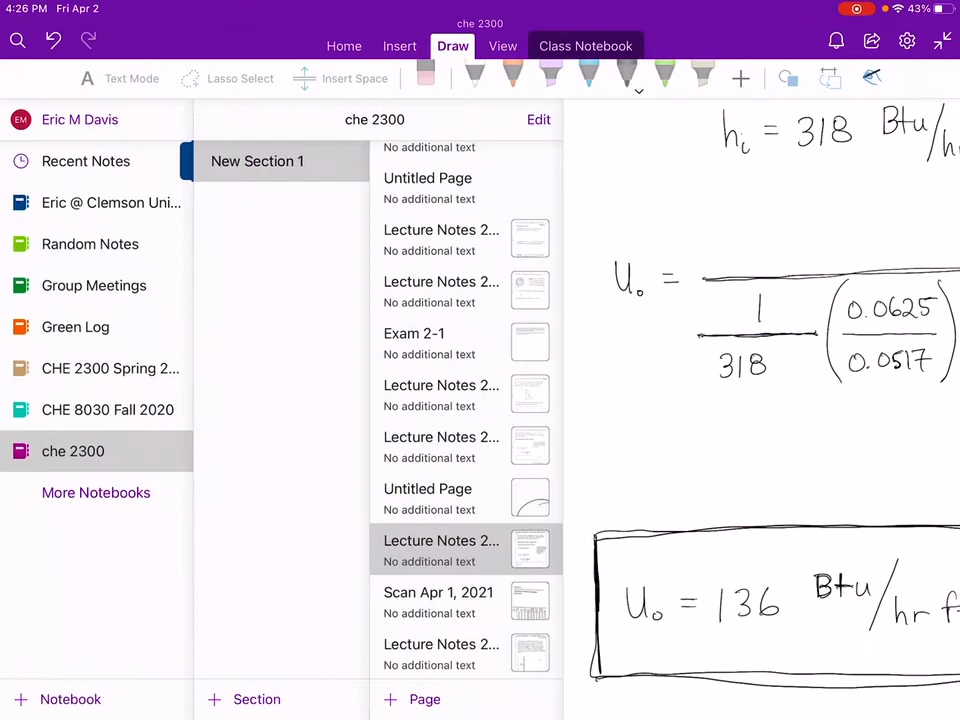 4:26 PM Fri Apr 2
43%
che 2300
Home Insert Draw View Class Notebook
A Text Mode Lasso Select Insert Space
EM Eric M Davis
che 2300 Edit
Recent Notes
Eric @ Clemson Uni...
Random Notes
Group Meetings
Green Log
CHE 2300 Spring 2...
CHE 8030 Fall 2020
che 2300
More Notebooks
New Section 1
No additional text
Untitled Page
No additional text
Lecture Notes 2...
No additional text
Lecture Notes 2...
No additional text
Exam 2-1
No additional text
Lecture Notes 2...
No additional text
Lecture Notes 2...
No additional text
Untitled Page
No additional text
Lecture Notes 2...
No additional text
Scan Apr 1, 2021
No additional text
Lecture Notes 2...
No additional text
+ Notebook
+ Section
+ Page
hi = 318 Btu/h
Uo =
1 / 318 (0.0625 / 0.0517)
Uo = 136 Btu/hr f